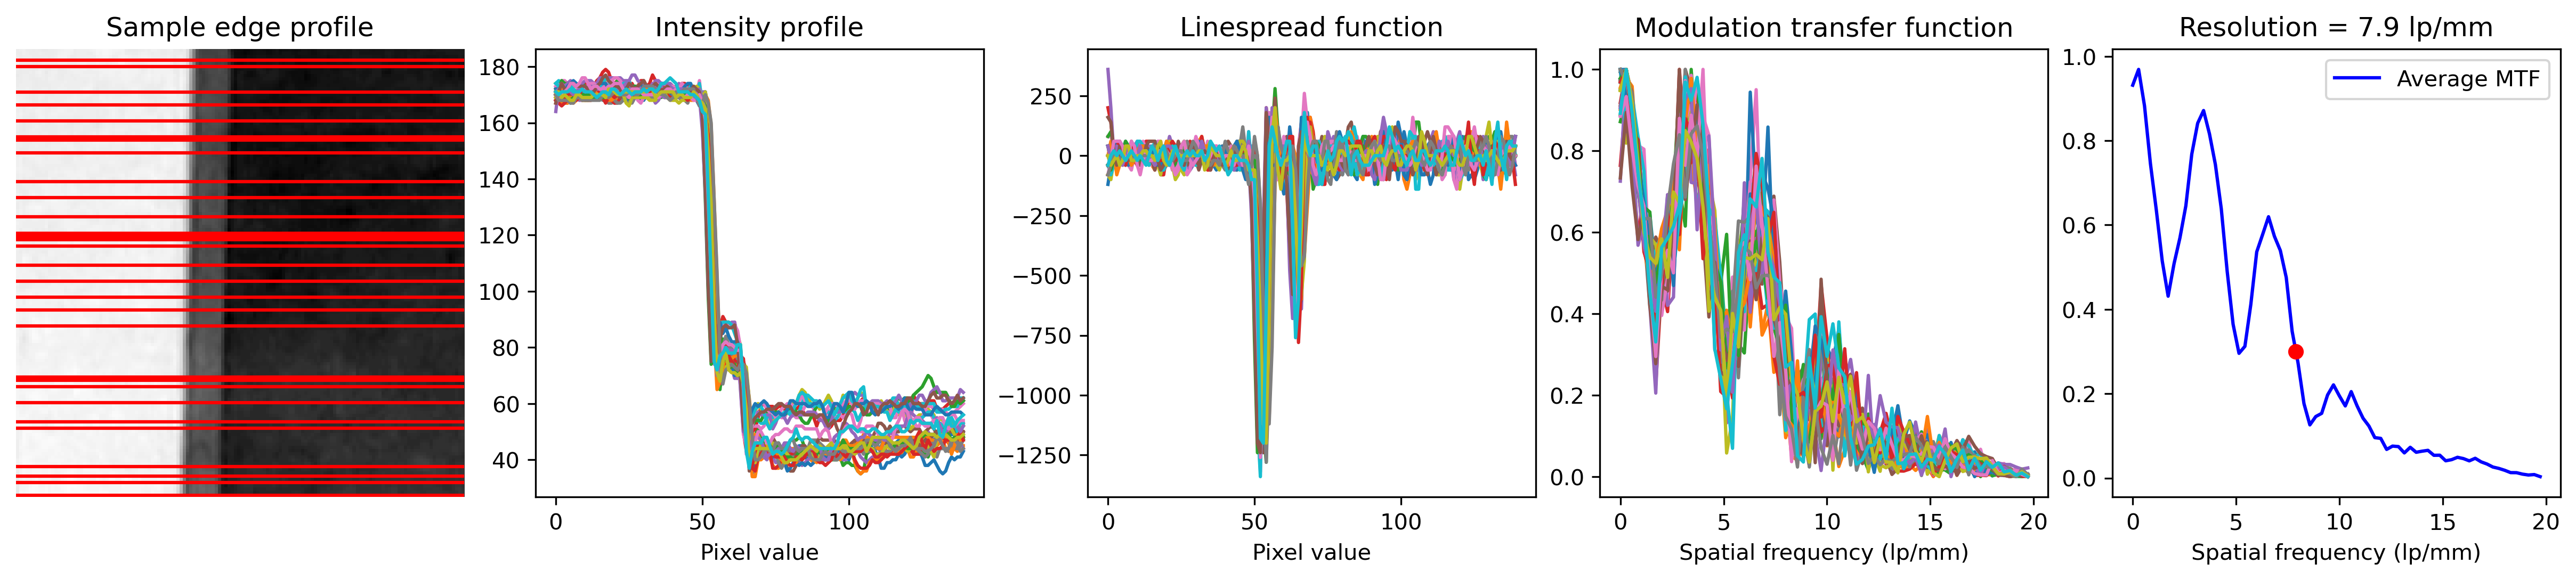 Sample edge profile
Intensity profile
180
160
140
120
100
80
60
40
0 50 100
Pixel value
Linespread function
250
0
−250
−500
−750
−1000
−1250
0 50 100
Pixel value
Modulation transfer function
1.0
0.8
0.6
0.4
0.2
0.0
0 5 10 15 20
Spatial frequency (lp/mm)
Resolution = 7.9 lp/mm
Average MTF
1.0
0.8
0.6
0.4
0.2
0.0
0 5 10 15 20
Spatial frequency (lp/mm)